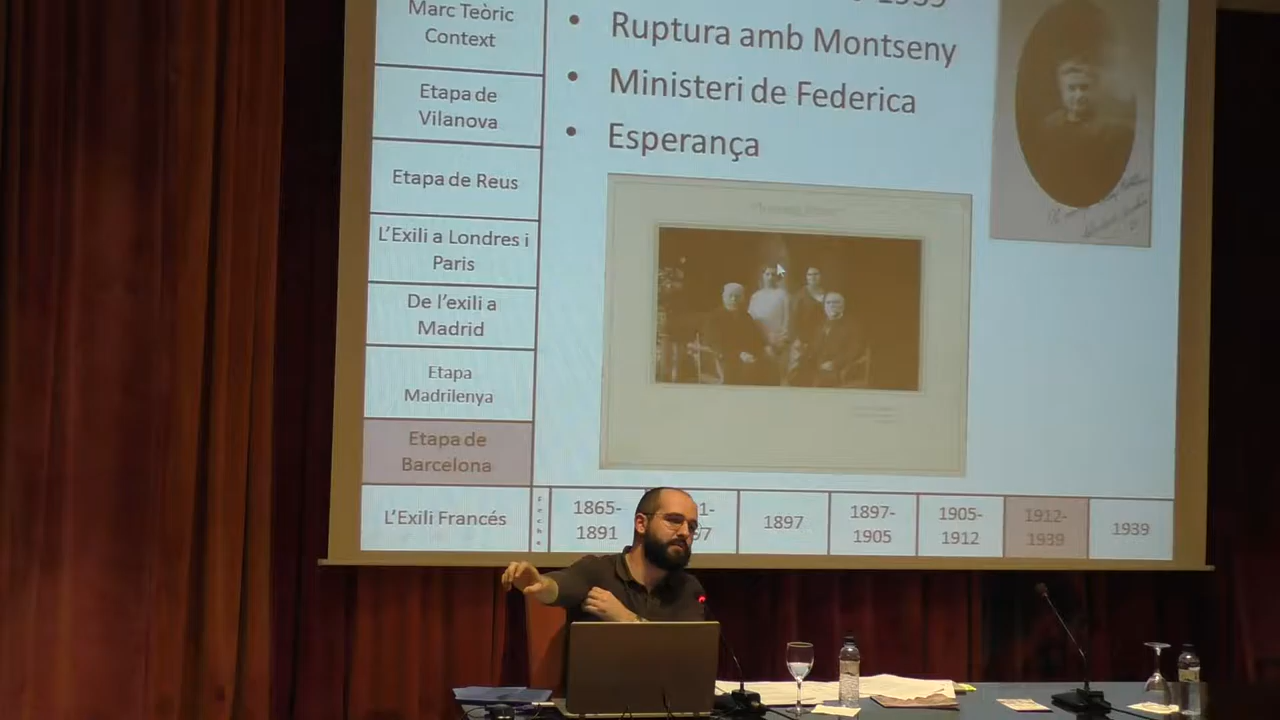 1939
Ruptura amb Montseny
Ministeri de Federica
Esperança
Marc Teòric
Context
Etapa de
Vilanova
Etapa de Reus
L'Exili a Londres i
Paris
De l'exili a
Madrid
Etapa
Madrilenya
Etapa de
Barcelona
L'Exili Francés
1865-
1891
1897
1897-
1905
1905-
1912
1912-
1939
1939